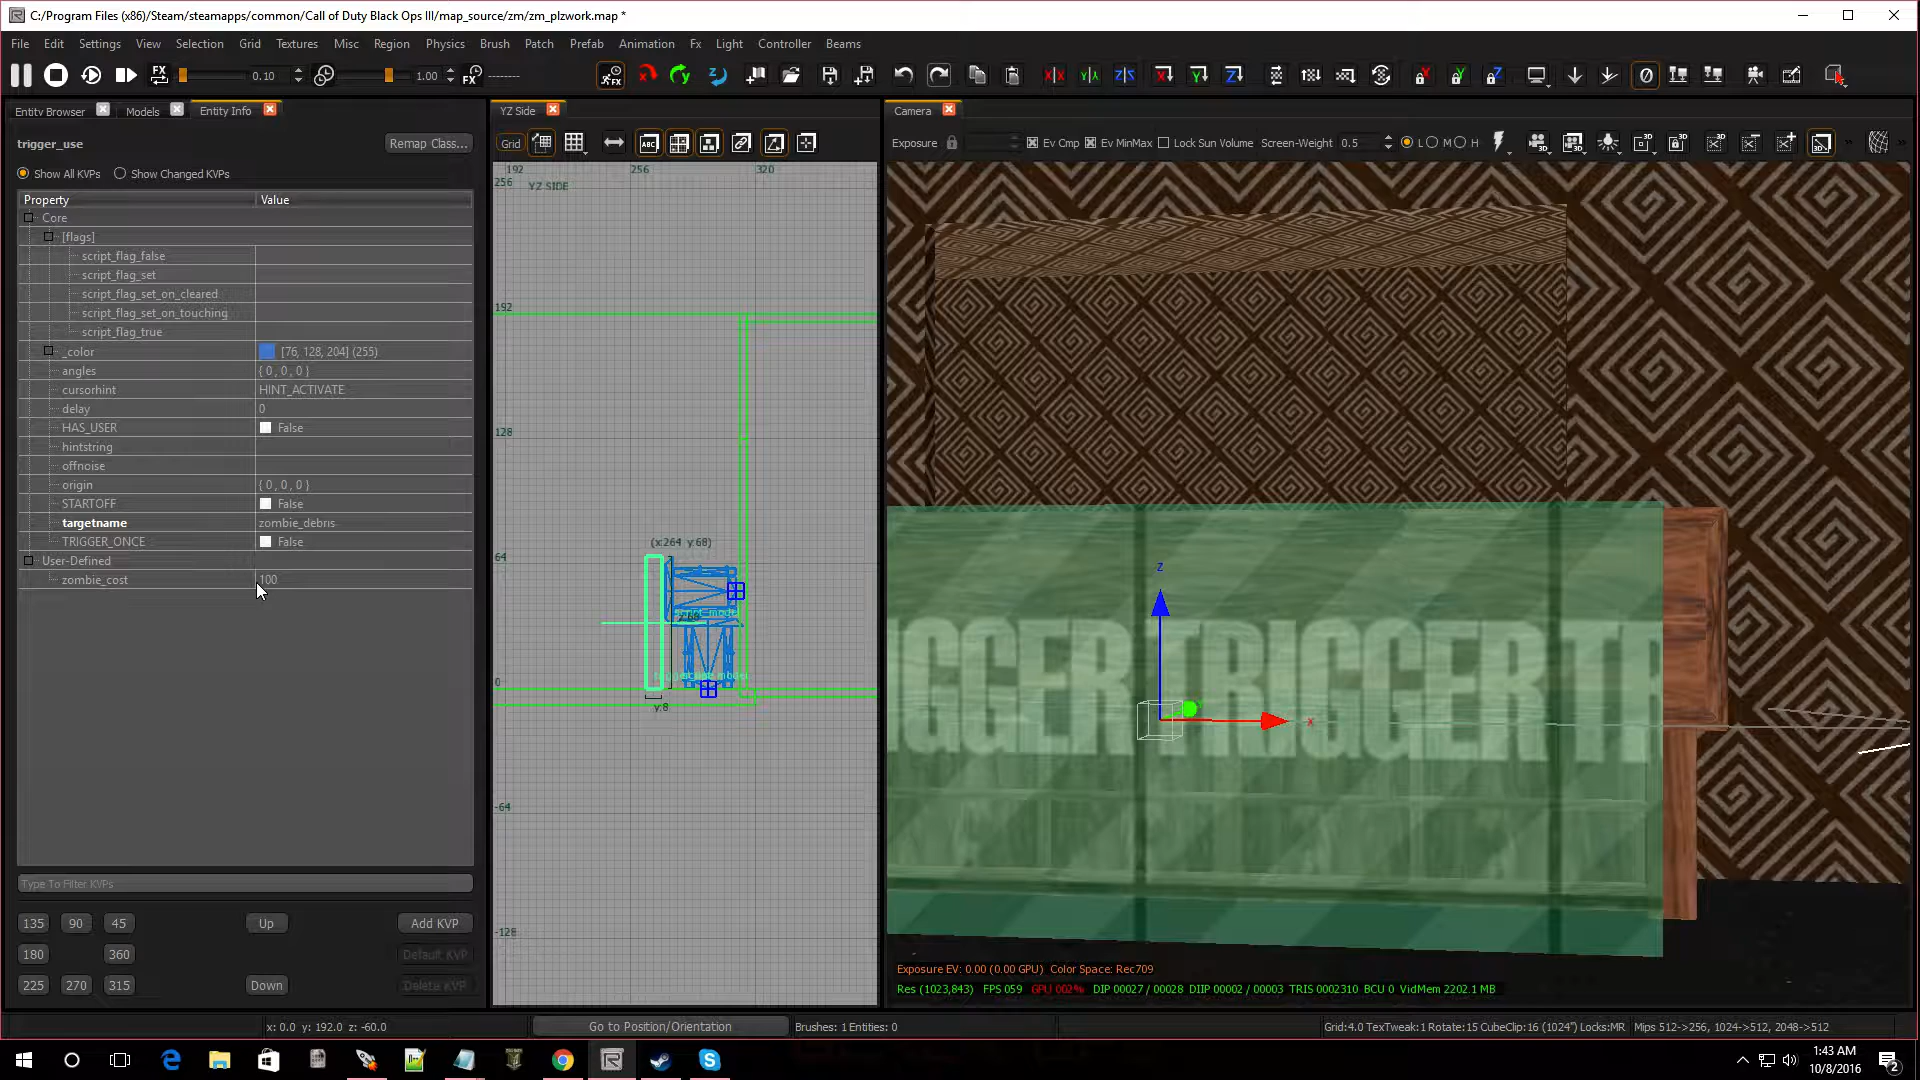 C:/Program Files (x86)/Steam/steamapps/common/Call of Duty Black Ops III/map_source/zm/zm_plzwork.map *
File Edit Settings View Selection Grid Textures Misc Region Physics Brush Patch Prefab Animation Fx Light Controller Beams
FX 0.10 1.00 FX --------
Entity Browser Models Entity Info
YZ Side
Camera
trigger_use
Remap Class...
Grid
Exposure Ev Cmp Ev MinMax Lock Sun Volume Screen-Weight 0.5 L M H
Show All KVPs Show Changed KVPs
Property Value
Core
[flags]
script_flag_false
script_flag_set
script_flag_set_on_cleared
script_flag_set_on_touching
script_flag_true
_color [76, 128, 204] (255)
angles { 0 , 0 , 0 }
cursorhint HINT_ACTIVATE
delay 0
HAS_USER False
hintstring
offnoise
origin { 0 , 0 , 0 }
STARTOFF False
targetname zombie_debris
TRIGGER_ONCE False
User-Defined
zombie_cost 100
Type To Filter KVPs
135 90 45 Up Add KVP
180 360 Default KVP
225 270 315 Down Delete KVP
192 256 320
256
YZ SIDE
192
128
64
0
-64
-128
(x:264 y:68)
y:8
z
x
IGGER TRIGGER TR
Exposure EV: 0.00 (0.00 GPU) Color Space: Rec709
Res (1023,843) FPS 059 GPU 002% DIP 00027 / 00028 DIIP 00002 / 00003 TRIS 0002310 BCU 0 VidMem 2202.1 MB
x: 0.0 y: 192.0 z: -60.0
Go to Position/Orientation
Brushes: 1 Entities: 0
Grid:4.0 TexTweak:1 Rotate:15 CubeClip:16 (1024") Locks:MR
Mips 512->256, 1024->512, 2048->512
1:43 AM
10/8/2016
2